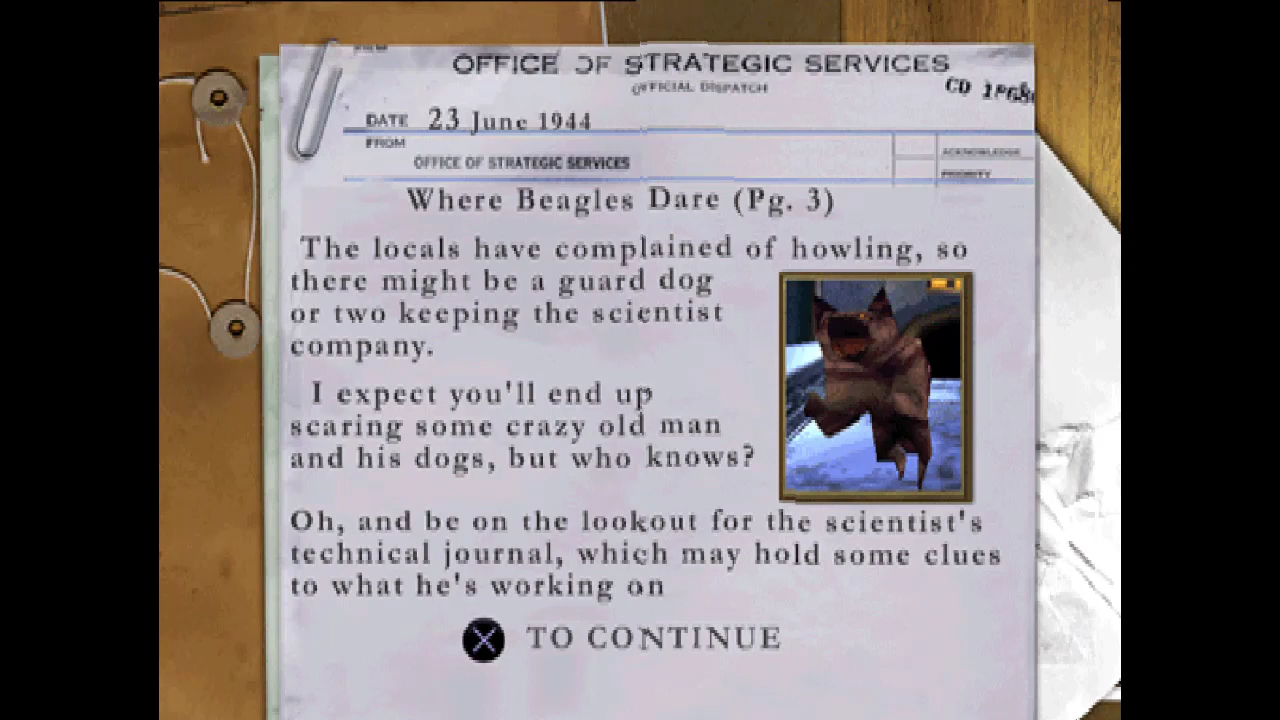 OFFICE OF STRATEGIC SERVICES
OFFICIAL DISPATCH
DATE 23 June 1944
FROM
OFFICE OF STRATEGIC SERVICES
ACKNOWLEDGE
PRIORITY
Where Beagles Dare (Pg. 3)
The locals have complained of howling, so
there might be a guard dog
or two keeping the scientist
company.
I expect you'll end up
scaring some crazy old man
and his dogs, but who knows?
Oh, and be on the lookout for the scientist's
technical journal, which may hold some clues
to what he's working on
TO CONTINUE